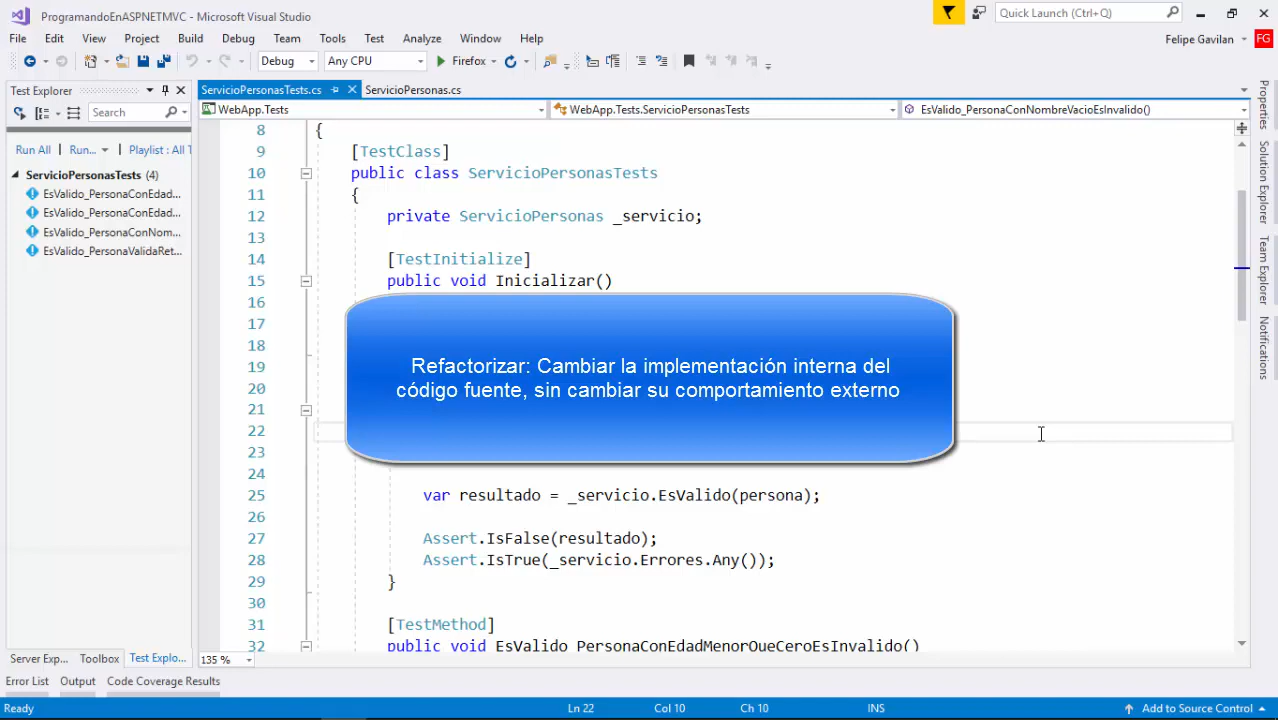 ProgramandoEnASPNETMVC - Microsoft Visual Studio
Quick Launch (Ctrl+Q)
File Edit View Project Build Debug Team Tools Test Analyze Window Help
Felipe Gavilan FG
Debug Any CPU Firefox
Test Explorer
ServicioPersonasTests.cs ServicioPersonas.cs
WebApp.Tests WebApp.Tests.ServicioPersonasTests EsValido_PersonaConNombreVacioEsInvalido()
Search
Run All Run... Playlist : All T
ServicioPersonasTests (4)
EsValido_PersonaConEdad...
EsValido_PersonaConEdad...
EsValido_PersonaConNom...
EsValido_PersonaValidaRet...
8 {
9 [TestClass]
10 public class ServicioPersonasTests
11 {
12 private ServicioPersonas _servicio;
13
14 [TestInitialize]
15 public void Inicializar()
16
17
18
19
20
21
22
23
24
Refactorizar: Cambiar la implementación interna del
código fuente, sin cambiar su comportamiento externo
25 var resultado = _servicio.EsValido(persona);
26
27 Assert.IsFalse(resultado);
28 Assert.IsTrue(_servicio.Errores.Any());
29 }
30
31 [TestMethod]
32 public void EsValido_PersonaConEdadMenorQueCeroEsInvalido()
Properties
Solution Explorer
Team Explorer
Notifications
Server Exp... Toolbox Test Explo...
135 %
Error List Output Code Coverage Results
Ready Ln 22 Col 10 Ch 10 INS Add to Source Control